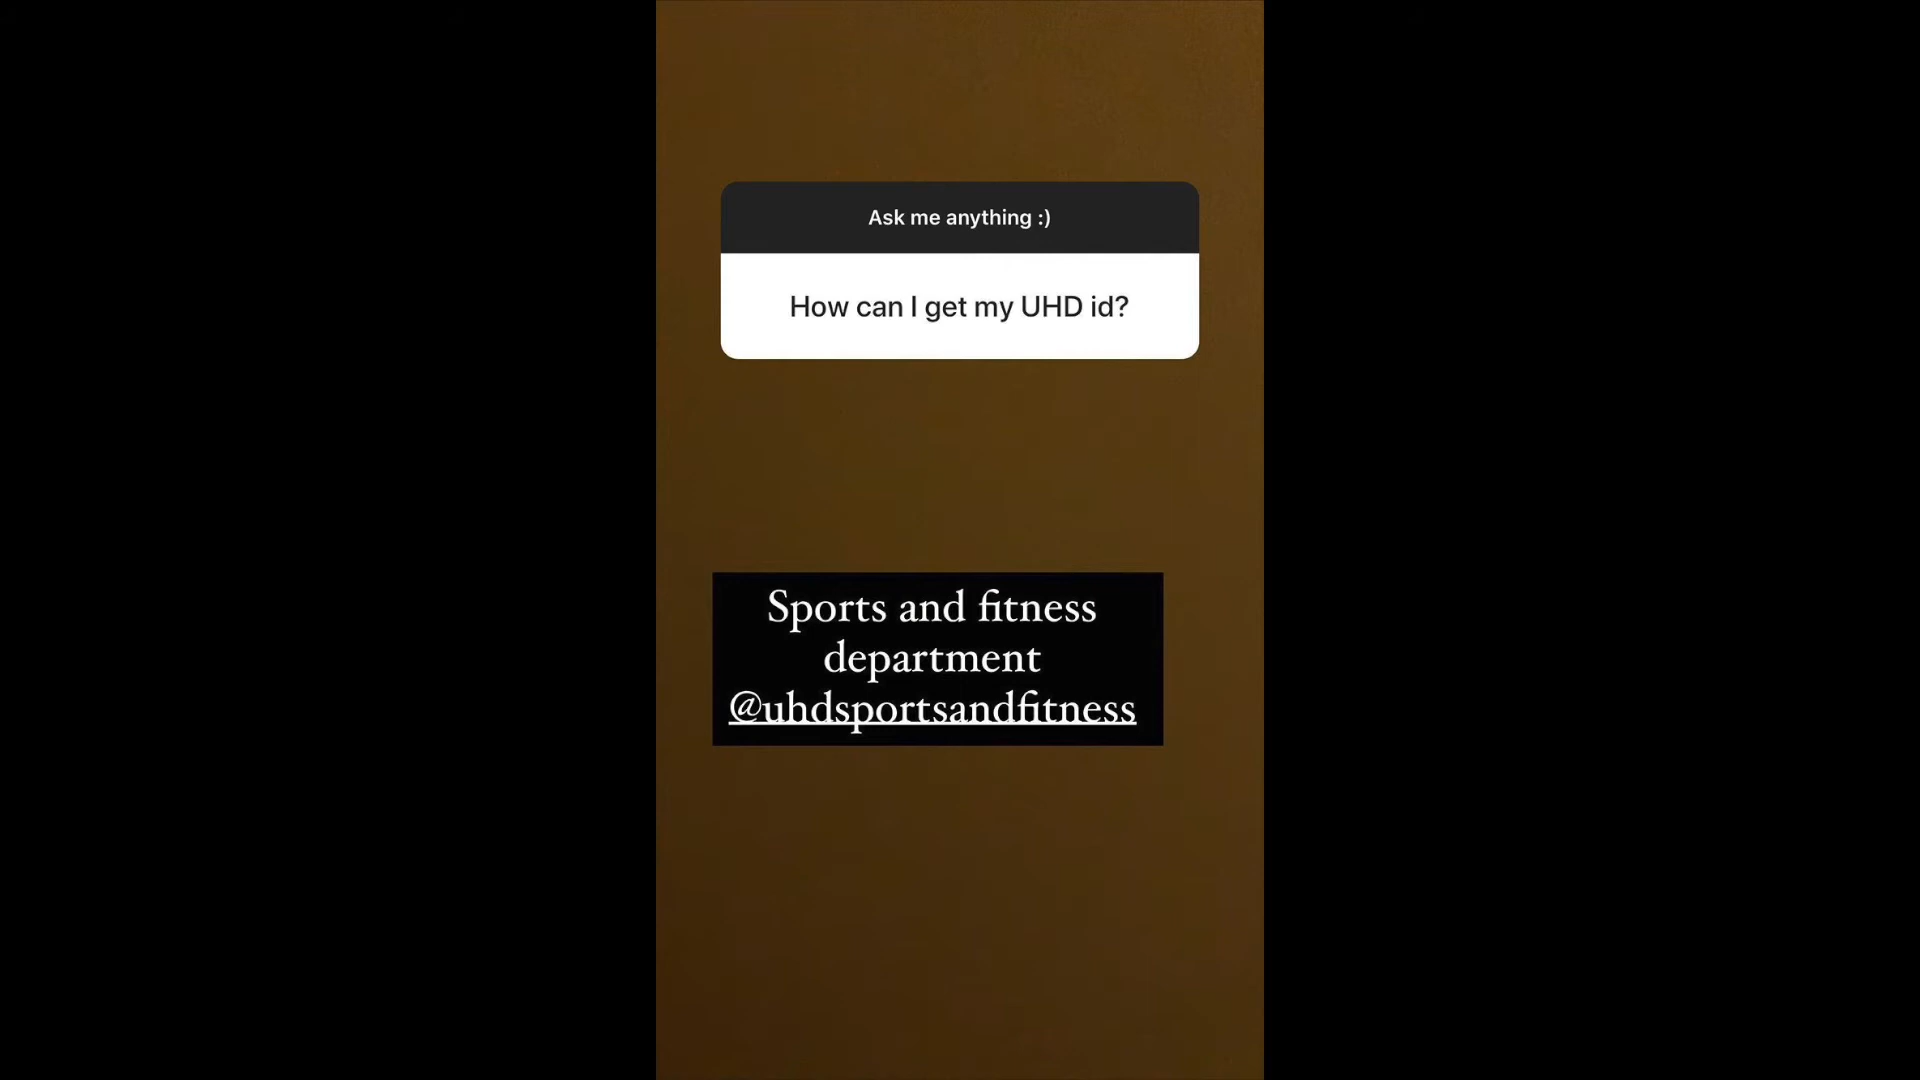 Ask me anything :)
How can I get my UHD id?
Sports and fitness
department
@uhdsportsandfitness